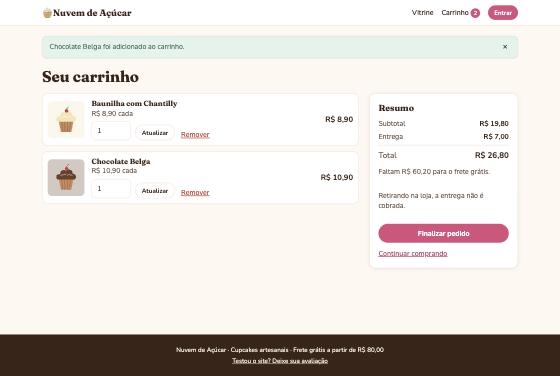 Nuvem de Açúcar
Vitrine
Carrinho 2
Entrar
Chocolate Belga foi adicionado ao carrinho.
×
Seu carrinho
Baunilha com Chantilly
R$ 8,90 cada
1
Atualizar
Remover
R$ 8,90
Chocolate Belga
R$ 10,90 cada
1
Atualizar
Remover
R$ 10,90
Resumo
Subtotal R$ 19,80
Entrega R$ 7,00
Total R$ 26,80
Faltam R$ 60,20 para o frete grátis.
Retirando na loja, a entrega não é
cobrada.
Finalizar pedido
Continuar comprando
Nuvem de Açúcar · Cupcakes artesanais · Frete grátis a partir de R$ 80,00
Testou o site? Deixe sua avaliação